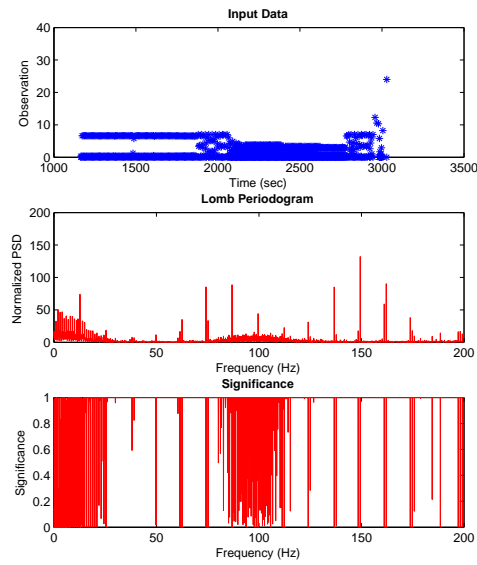 Input Data
40
30
20
10
0
Observation
1000 1500 2000 2500 3000 3500
Time (sec)
Lomb Periodogram
200
150
100
50
0
Normalized PSD
0 50 100 150 200
Frequency (Hz)
Significance
1
0.8
0.6
0.4
0.2
0
Significance
0 50 100 150 200
Frequency (Hz)